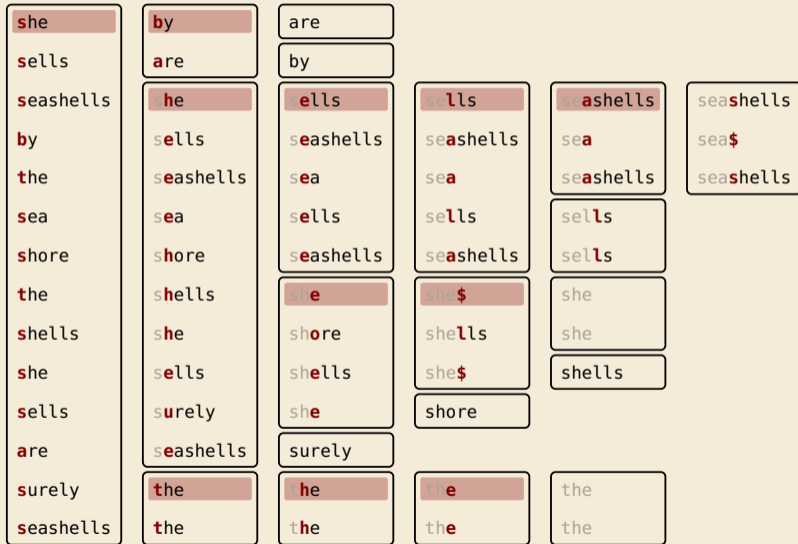 she by are
sells are by
seashells she sells sells seashells seashells
by sells seashells seashells sea sea$
the seashells sea sea seashells seashells
sea sea sells sells sells
shore shore seashells seashells sells
the shells she she$ she
shells she shore shells she
she sells shells she$ shells
sells surely she shore
are seashells surely
surely the the the the
seashells the the the the